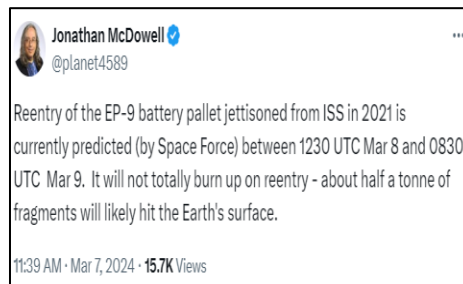 Jonathan McDowell
@planet4589
Reentry of the EP-9 battery pallet jettisoned from ISS in 2021 is
currently predicted (by Space Force) between 1230 UTC Mar 8 and 0830
UTC Mar 9. It will not totally burn up on reentry - about half a tonne of
fragments will likely hit the Earth's surface.
11:39 AM · Mar 7, 2024 · 15.7K Views